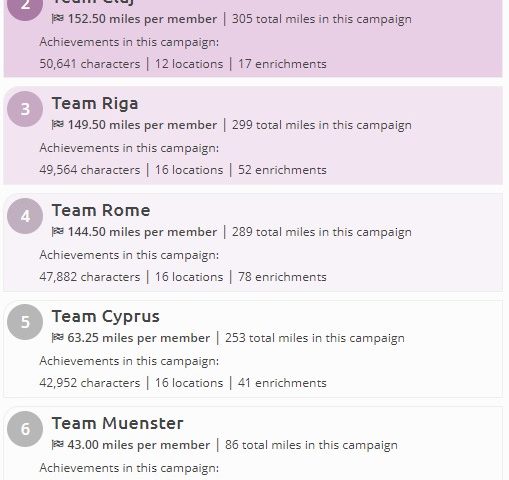 2
Team Cluj
152.50 miles per member | 305 total miles in this campaign
Achievements in this campaign:
50,641 characters | 12 locations | 17 enrichments
3
Team Riga
149.50 miles per member | 299 total miles in this campaign
Achievements in this campaign:
49,564 characters | 16 locations | 52 enrichments
4
Team Rome
144.50 miles per member | 289 total miles in this campaign
Achievements in this campaign:
47,882 characters | 16 locations | 78 enrichments
5
Team Cyprus
63.25 miles per member | 253 total miles in this campaign
Achievements in this campaign:
42,952 characters | 16 locations | 41 enrichments
6
Team Muenster
43.00 miles per member | 86 total miles in this campaign
Achievements in this campaign: